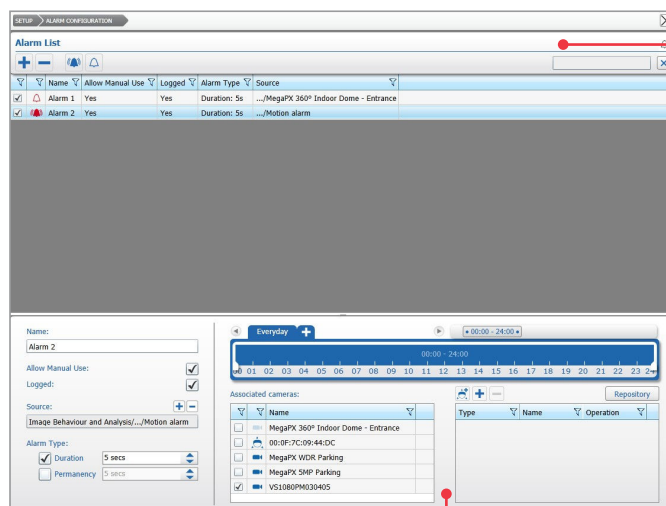 SETUP ALARM CONFIGURATION
Alarm List
Name Allow Manual Use Logged Alarm Type Source
Alarm 1 Yes Yes Duration: 5s .../MegaPX 360º Indoor Dome - Entrance
Alarm 2 Yes Yes Duration: 5s .../Motion alarm
Name:
Alarm 2
Allow Manual Use:
Logged:
Source:
Image Behaviour and Analysis/.../Motion alarm
Alarm Type:
Duration 5 secs
Permanency 5 secs
Everyday
00:00 - 24:00
00:00 - 24:00
00 01 02 03 04 05 06 07 08 09 10 11 12 13 14 15 16 17 18 19 20 21 22 23 24
Associated cameras:
Name
MegaPX 360º Indoor Dome - Entrance
00:0F:7C:09:44:DC
MegaPX WDR Parking
MegaPX 5MP Parking
VS1080PM030405
Repository
Type Name Operation